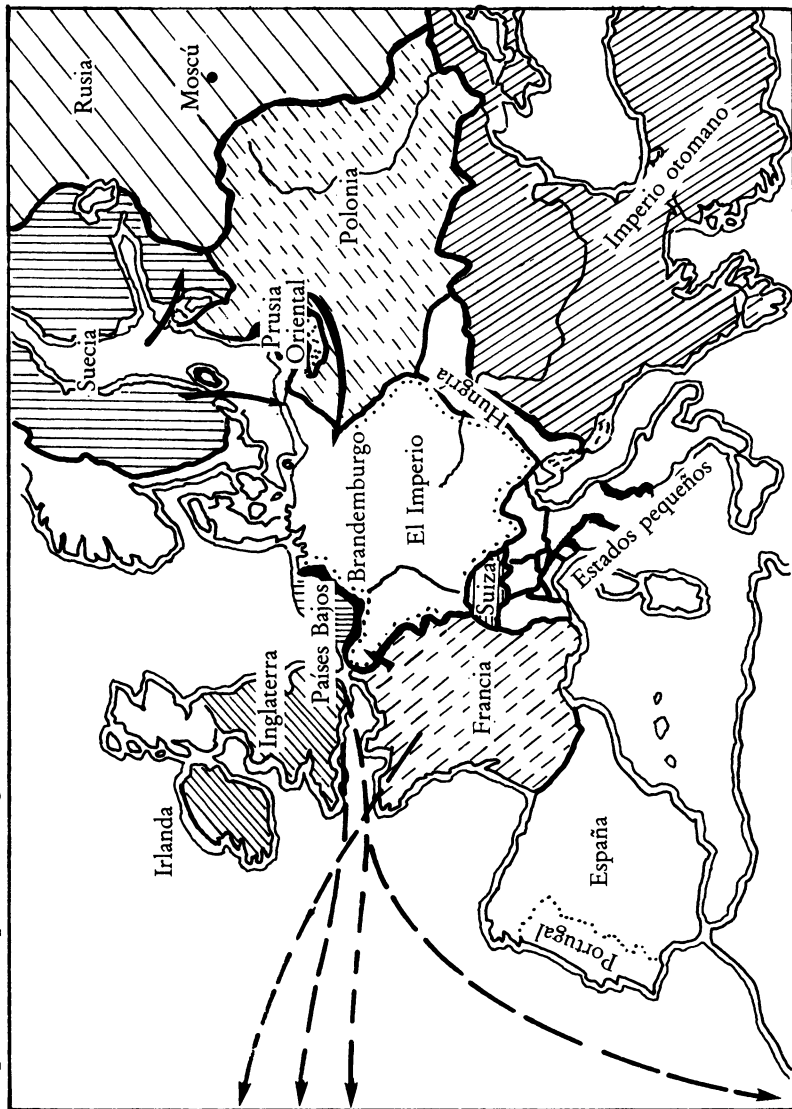 Irlanda
Inglaterra
Países Bajos
Suecia
Rusia
Moscú
Prusia
Oriental
Polonia
Brandemburgo
El Imperio
Hungría
Suiza
Francia
Estados pequeños
Imperio otomano
España
Portugal